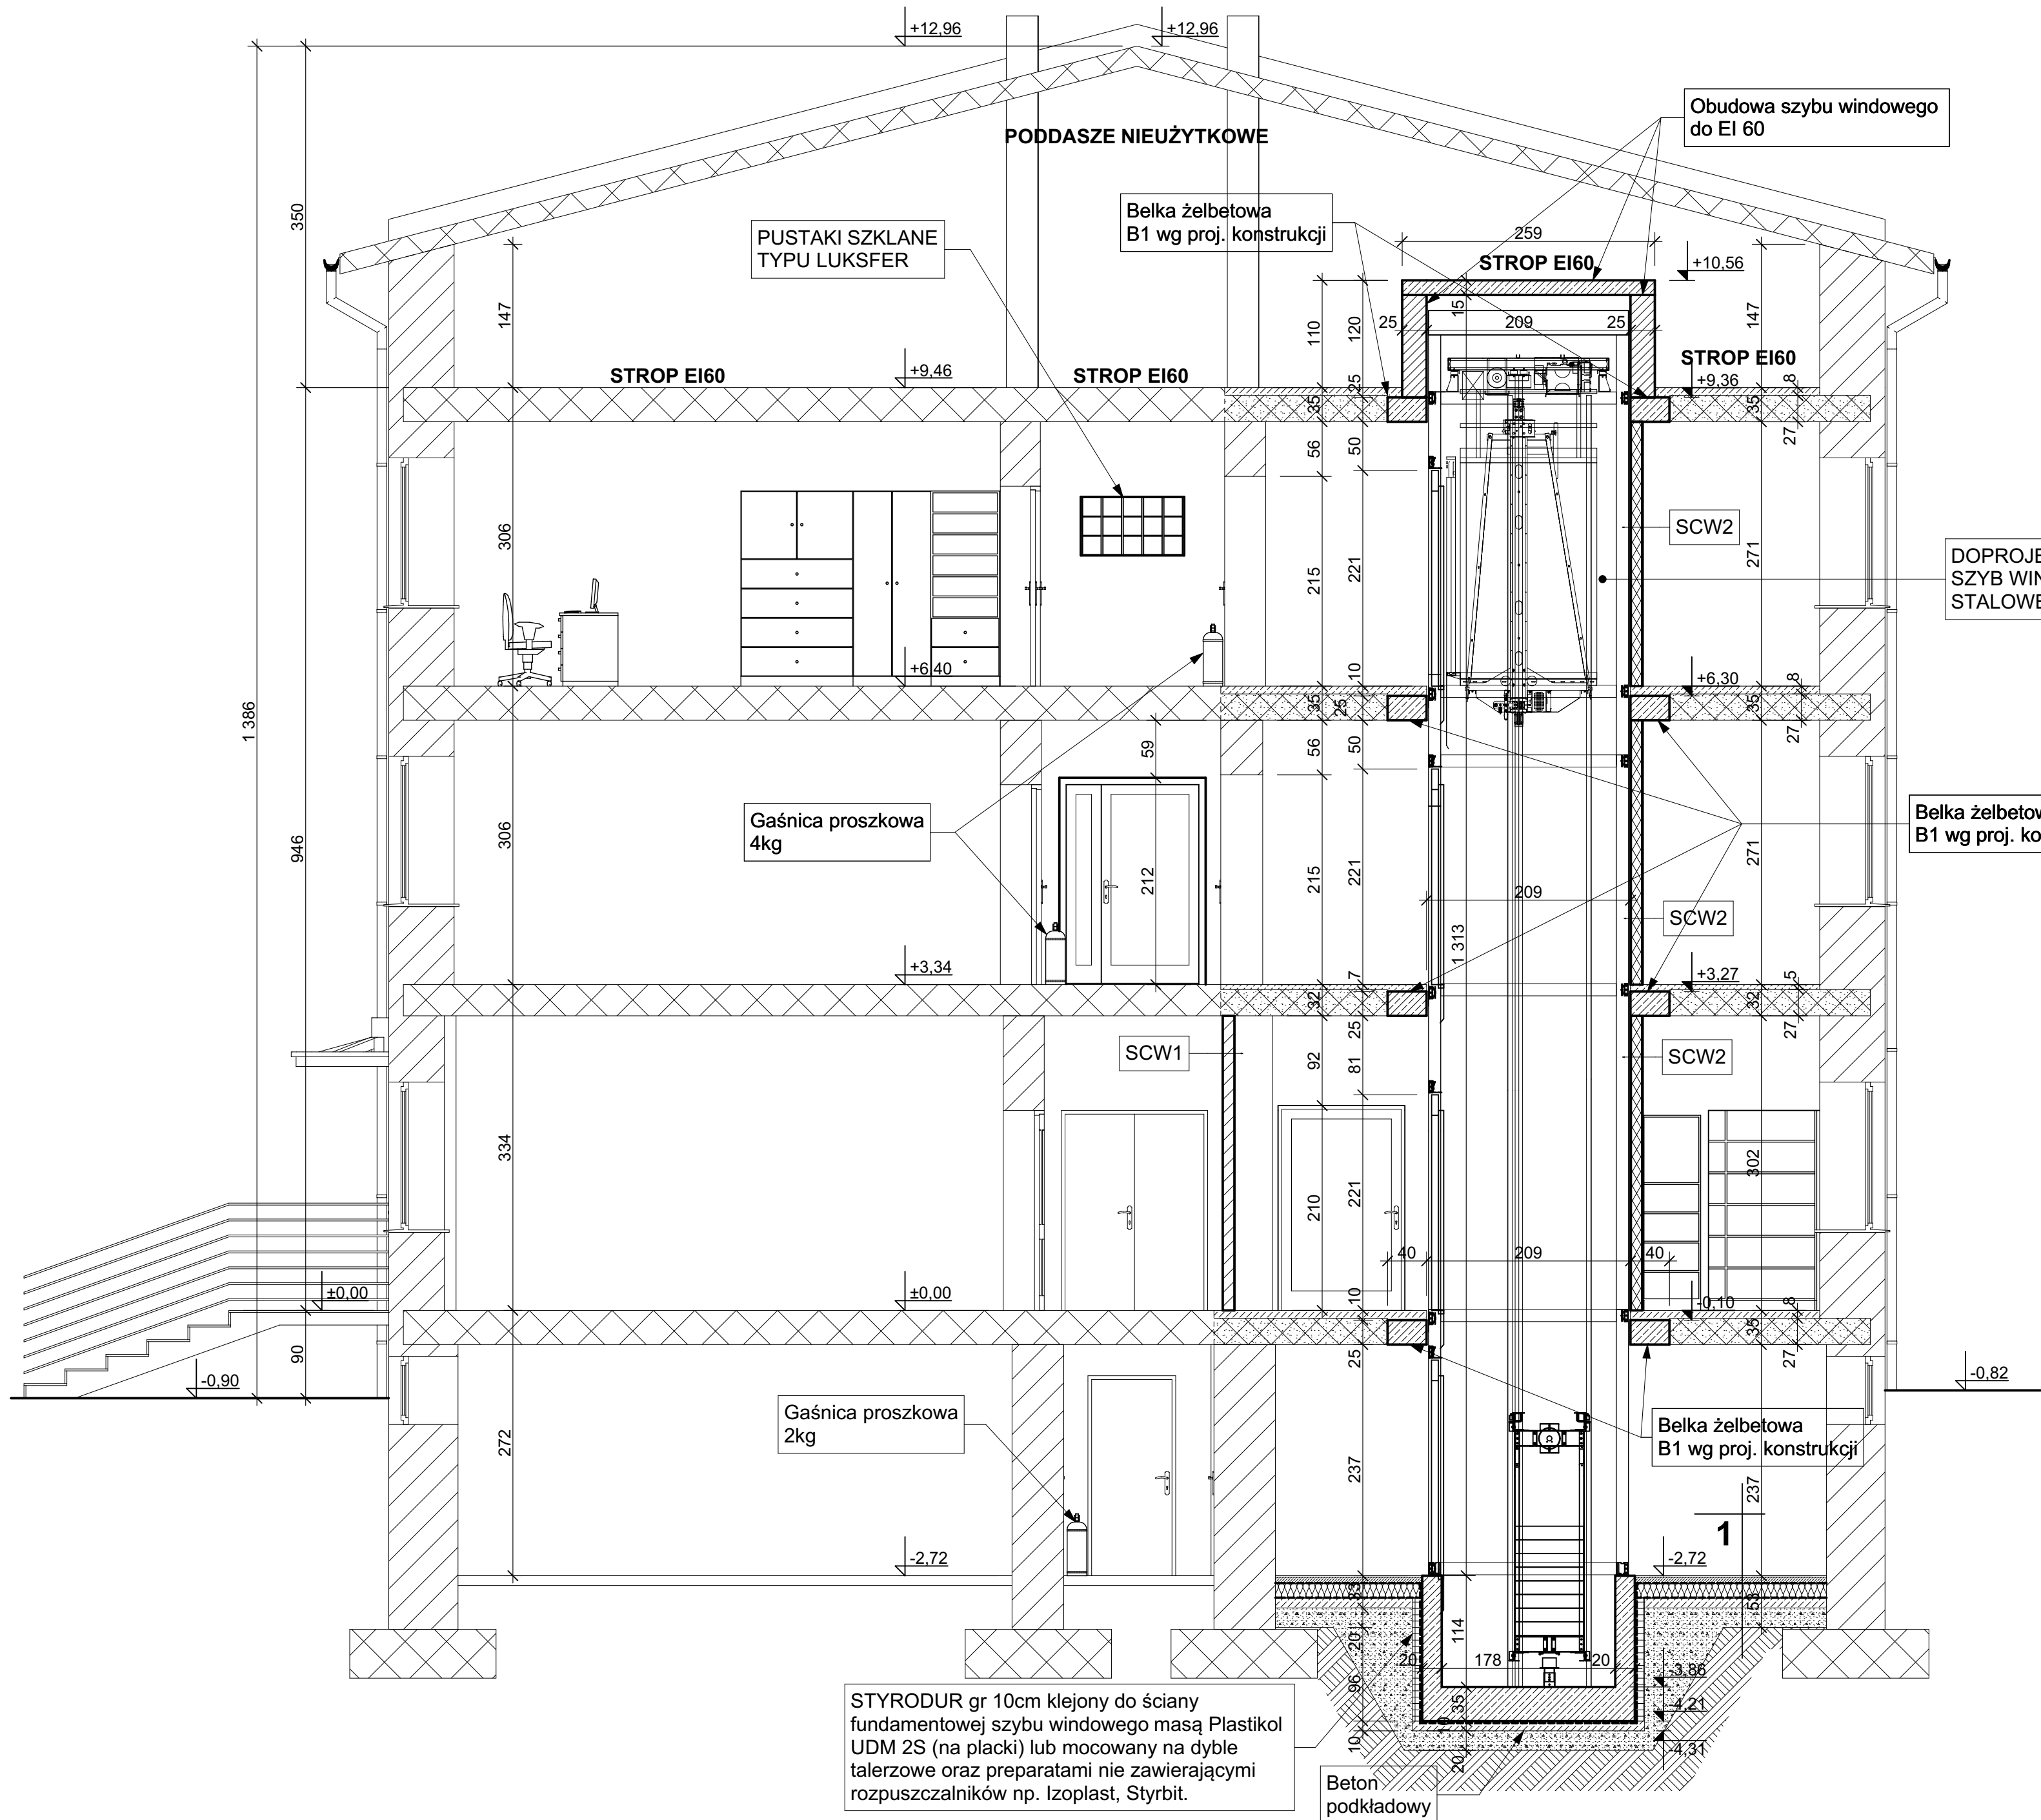 +12,96
+12,96
Obudowa szybu windowego
do EI 60
PODDASZE NIEUŻYTKOWE
350
Belka żelbetowa
B1 wg proj. konstrukcji
PUSTAKI SZKLANE
TYPU LUKSFER
259
STROP EI60
+10,56
147
110
120
15
25
209
25
147
STROP EI60
+9,46
STROP EI60
STROP EI60
+9,36
8
25
35
35
27
56
50
306
SCW2
271
DOPROJE
SZYB WIN
STALOWE
215
221
+6,40
10
+6,30
8
1 386
35
25
35
27
59
56
50
Gaśnica proszkowa
4kg
Belka żelbetow
B1 wg proj. ko
946
306
271
212
215
221
209
SCW2
1 313
+3,34
7
+3,27
5
32
32
25
27
SCW1
92
81
SCW2
334
302
210
221
40
209
40
±0,00
±0,00
10
-0,10
8
35
90
25
27
-0,90
-0,82
Gaśnica proszkowa
2kg
Belka żelbetowa
B1 wg proj. konstrukcji
272
237
237
1
-2,72
-2,72
33
53
114
20
20
178
20
-3,86
96
35
-4,21
10
10
-4,31
20
STYRODUR gr 10cm klejony do ściany
fundamentowej szybu windowego masą Plastikol
UDM 2S (na placki) lub mocowany na dyble
talerzowe oraz preparatami nie zawierającymi
rozpuszczalników np. Izoplast, Styrbit.
Beton
podkładowy